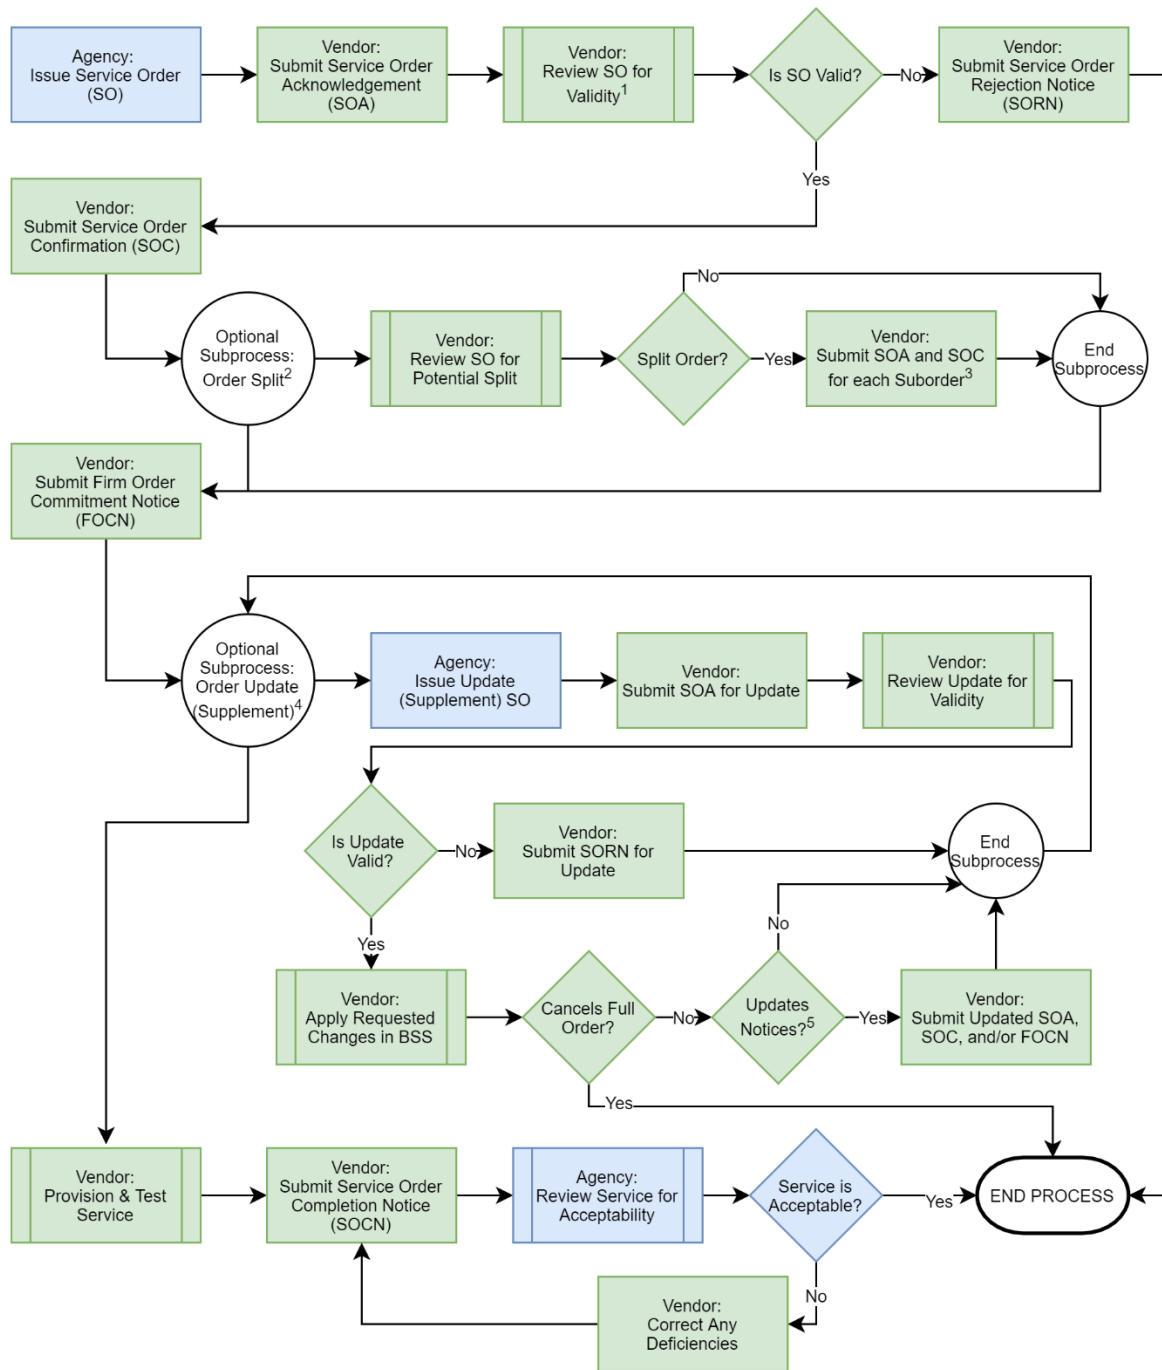 Agency:
Issue Service Order
(SO)
Vendor:
Submit Service Order
Acknowledgement
(SOA)
Vendor:
Review SO for
Validity1
Is SO Valid?
No
Vendor:
Submit Service Order
Rejection Notice
(SORN)
Yes
Vendor:
Submit Service Order
Confirmation (SOC)
Optional
Subprocess:
Order Split2
Vendor:
Review SO for
Potential Split
Split Order?
No
Yes
Vendor:
Submit SOA and SOC
for each Suborder3
End
Subprocess
Vendor:
Submit Firm Order
Commitment Notice
(FOCN)
Optional
Subprocess:
Order Update
(Supplement)4
Agency:
Issue Update
(Supplement) SO
Vendor:
Submit SOA for Update
Vendor:
Review Update for
Validity
Is Update
Valid?
No
Vendor:
Submit SORN for
Update
End
Subprocess
Yes
Vendor:
Apply Requested
Changes in BSS
Cancels Full
Order?
No
Updates
Notices?5
No
Yes
Vendor:
Submit Updated SOA,
SOC, and/or FOCN
Yes
Vendor:
Provision & Test
Service
Vendor:
Submit Service Order
Completion Notice
(SOCN)
Agency:
Review Service for
Acceptability
Service is
Acceptable?
Yes
END PROCESS
No
Vendor:
Correct Any
Deficiencies